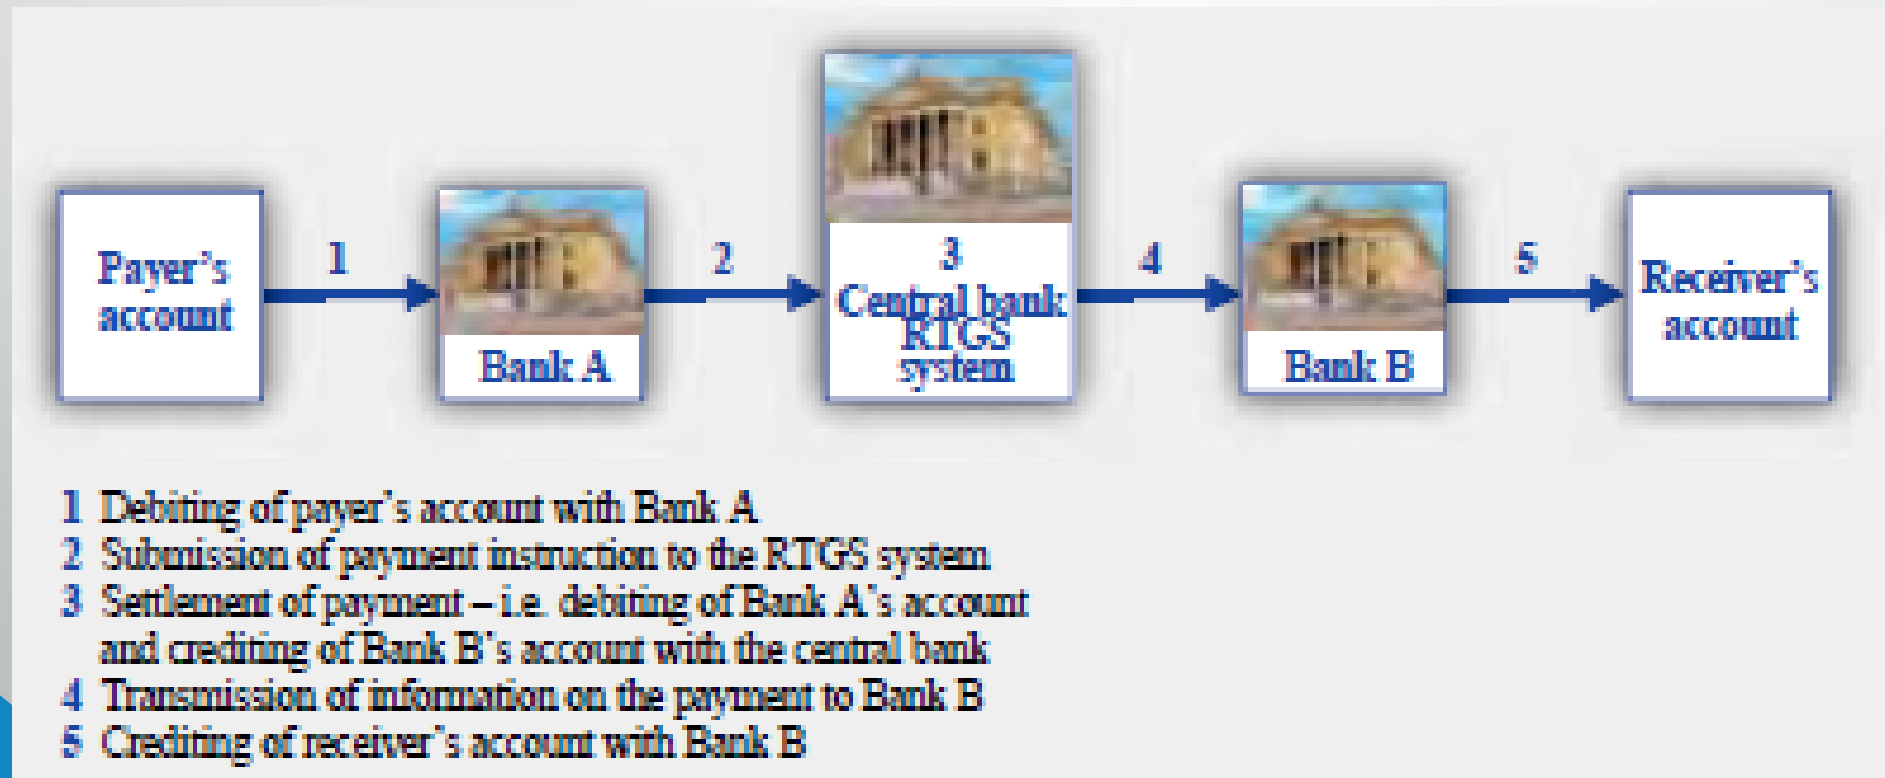 Payer's
account
1
Bank A
2
3
Central bank
RTGS
system
4
Bank B
5
Receiver's
account
1 Debiting of payer's account with Bank A
2 Submission of payment instruction to the RTGS system
3 Settlement of payment – i.e. debiting of Bank A's account
and crediting of Bank B's account with the central bank
4 Transmission of information on the payment to Bank B
5 Crediting of receiver's account with Bank B